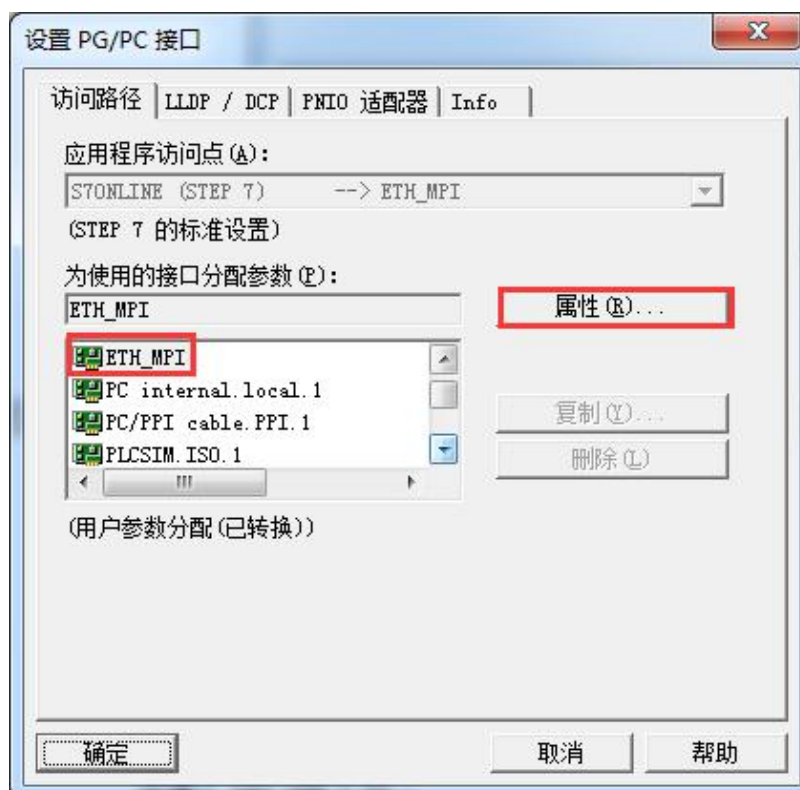 设置 PG/PC 接口
访问路径 LLDP / DCP PNIO 适配器 Info
应用程序访问点(A):
S7ONLINE (STEP 7) --> ETH_MPI
(STEP 7 的标准设置)
为使用的接口分配参数(P):
ETH_MPI
属性(R)...
ETH_MPI
PC internal.local.1
PC/PPI cable.PPI.1
PLCSIM.ISO.1
复制(Y)...
删除(L)
(用户参数分配(已转换))
确定 取消 帮助